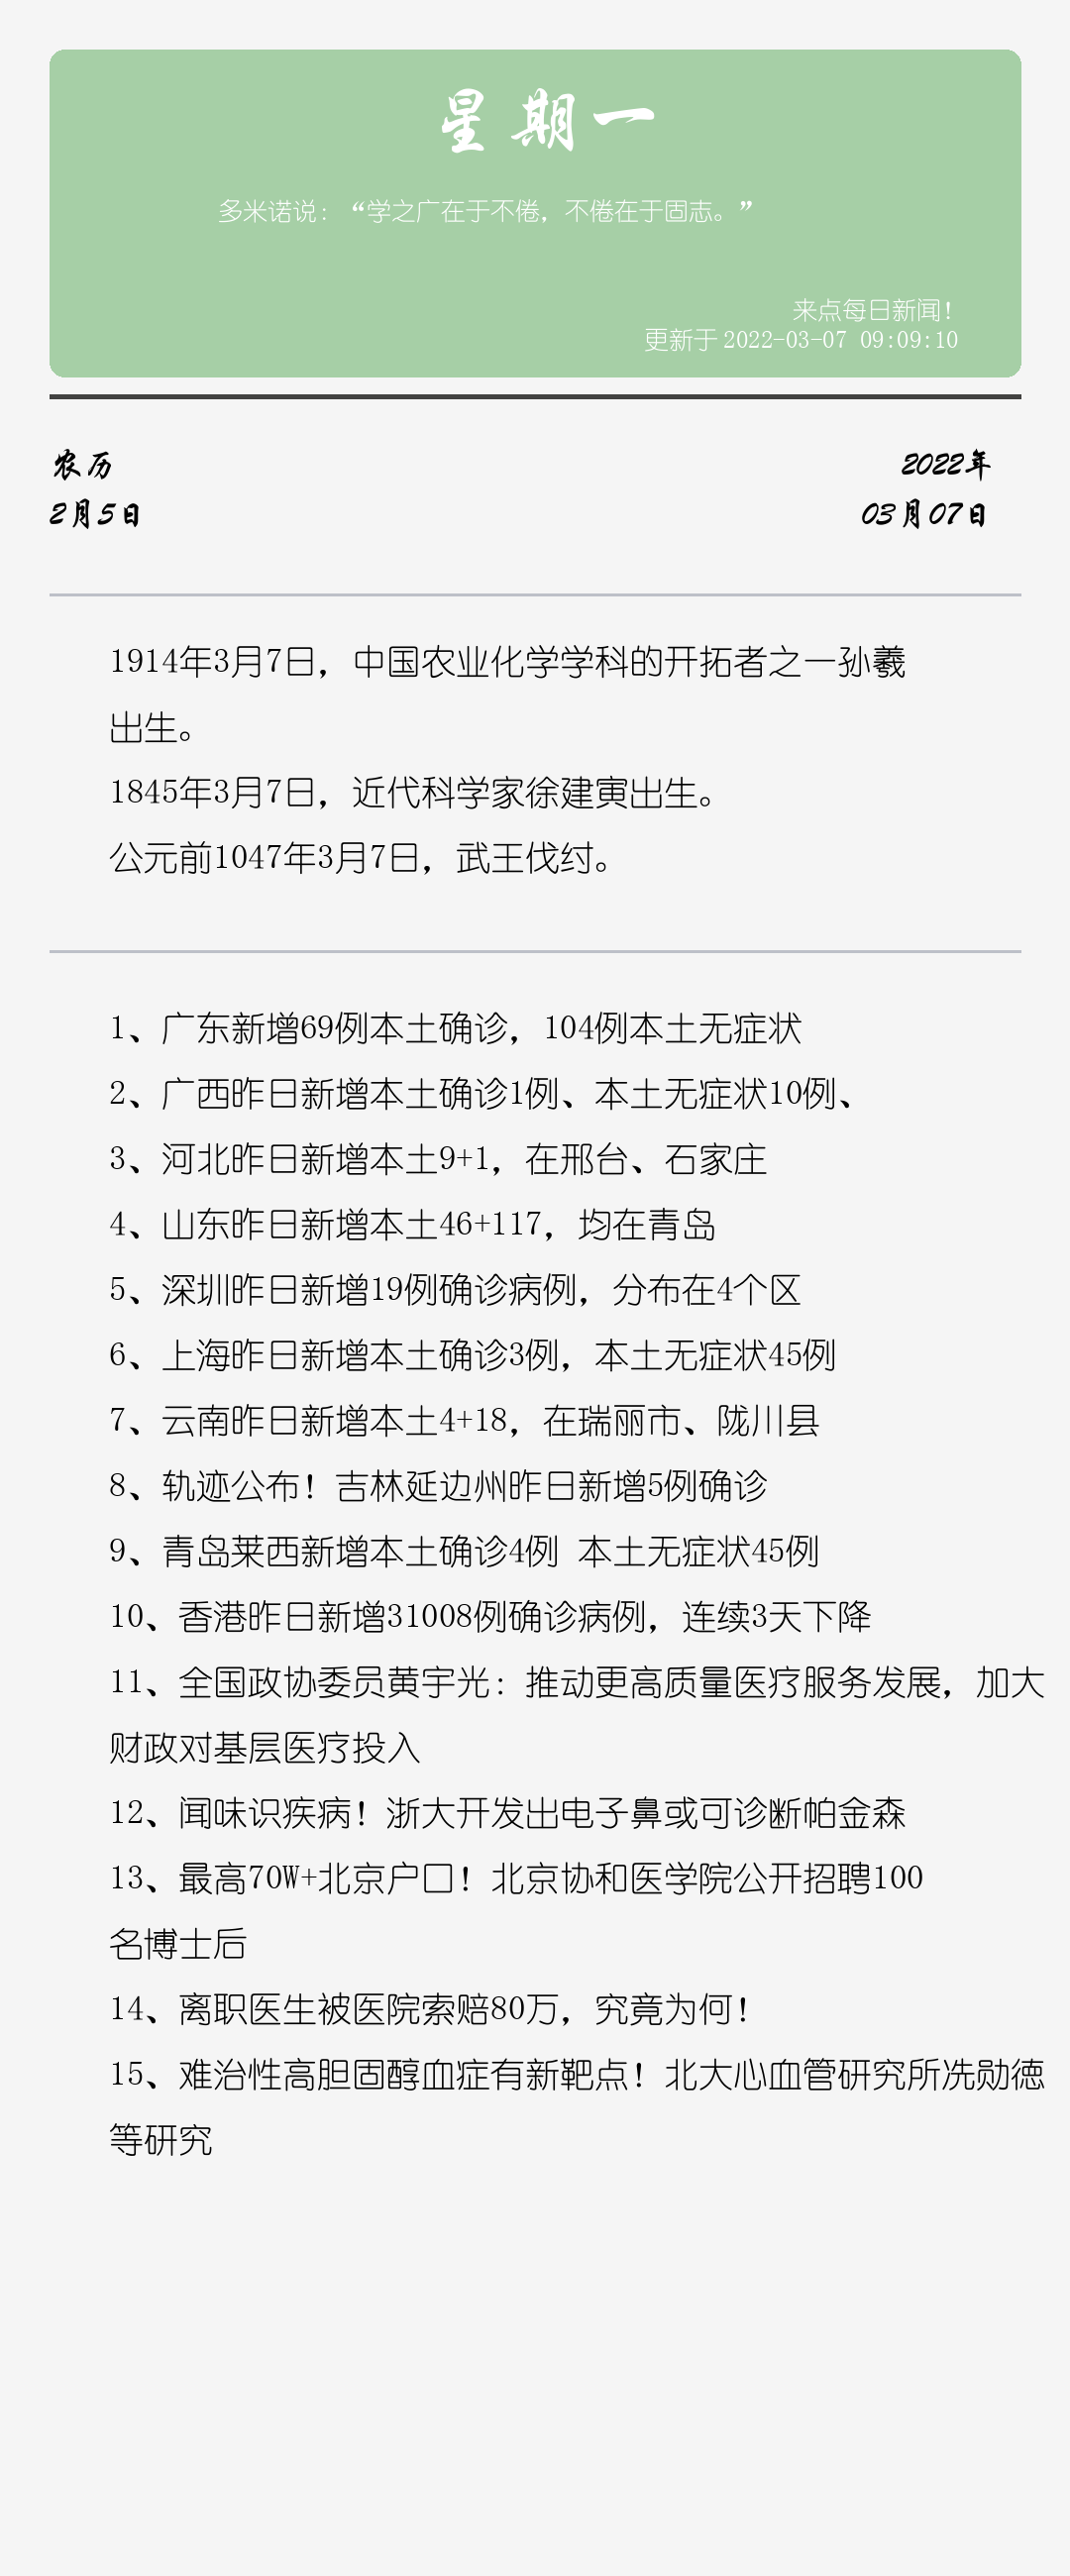 星期一
多米诺说：“学之广在于不倦，不倦在于固志。”
来点每日新闻！
更新于 2022-03-07 09:09:10
农历
2月5日
2022年
03月07日
1914年3月7日，中国农业化学学科的开拓者之一孙羲
出生。
1845年3月7日，近代科学家徐建寅出生。
公元前1047年3月7日，武王伐纣。
1、广东新增69例本土确诊，104例本土无症状
2、广西昨日新增本土确诊1例、本土无症状10例、
3、河北昨日新增本土9+1，在邢台、石家庄
4、山东昨日新增本土46+117，均在青岛
5、深圳昨日新增19例确诊病例，分布在4个区
6、上海昨日新增本土确诊3例，本土无症状45例
7、云南昨日新增本土4+18，在瑞丽市、陇川县
8、轨迹公布！吉林延边州昨日新增5例确诊
9、青岛莱西新增本土确诊4例 本土无症状45例
10、香港昨日新增31008例确诊病例，连续3天下降
11、全国政协委员黄宇光：推动更高质量医疗服务发展，加大
财政对基层医疗投入
12、闻味识疾病！浙大开发出电子鼻或可诊断帕金森
13、最高70W+北京户口！北京协和医学院公开招聘100
名博士后
14、离职医生被医院索赔80万，究竟为何！
15、难治性高胆固醇血症有新靶点！北大心血管研究所冼勋德
等研究